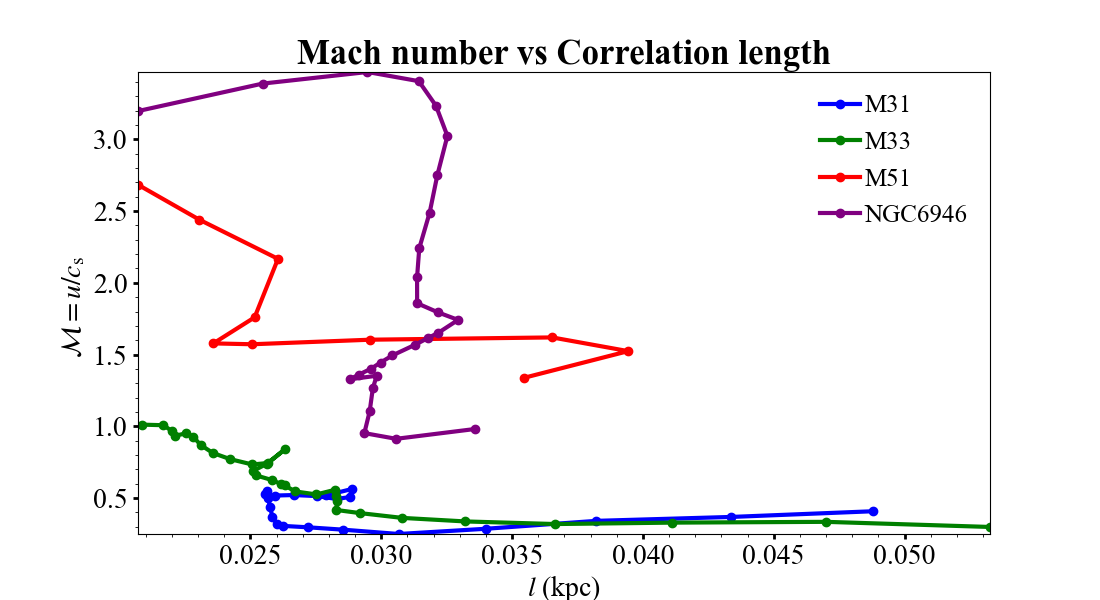 Mach number vs Correlation length
M31
M33
M51
NGC6946
3.0
2.5
2.0
1.5
1.0
0.5
ℳ = u/cₛ
0.025 0.030 0.035 0.040 0.045 0.050
l (kpc)